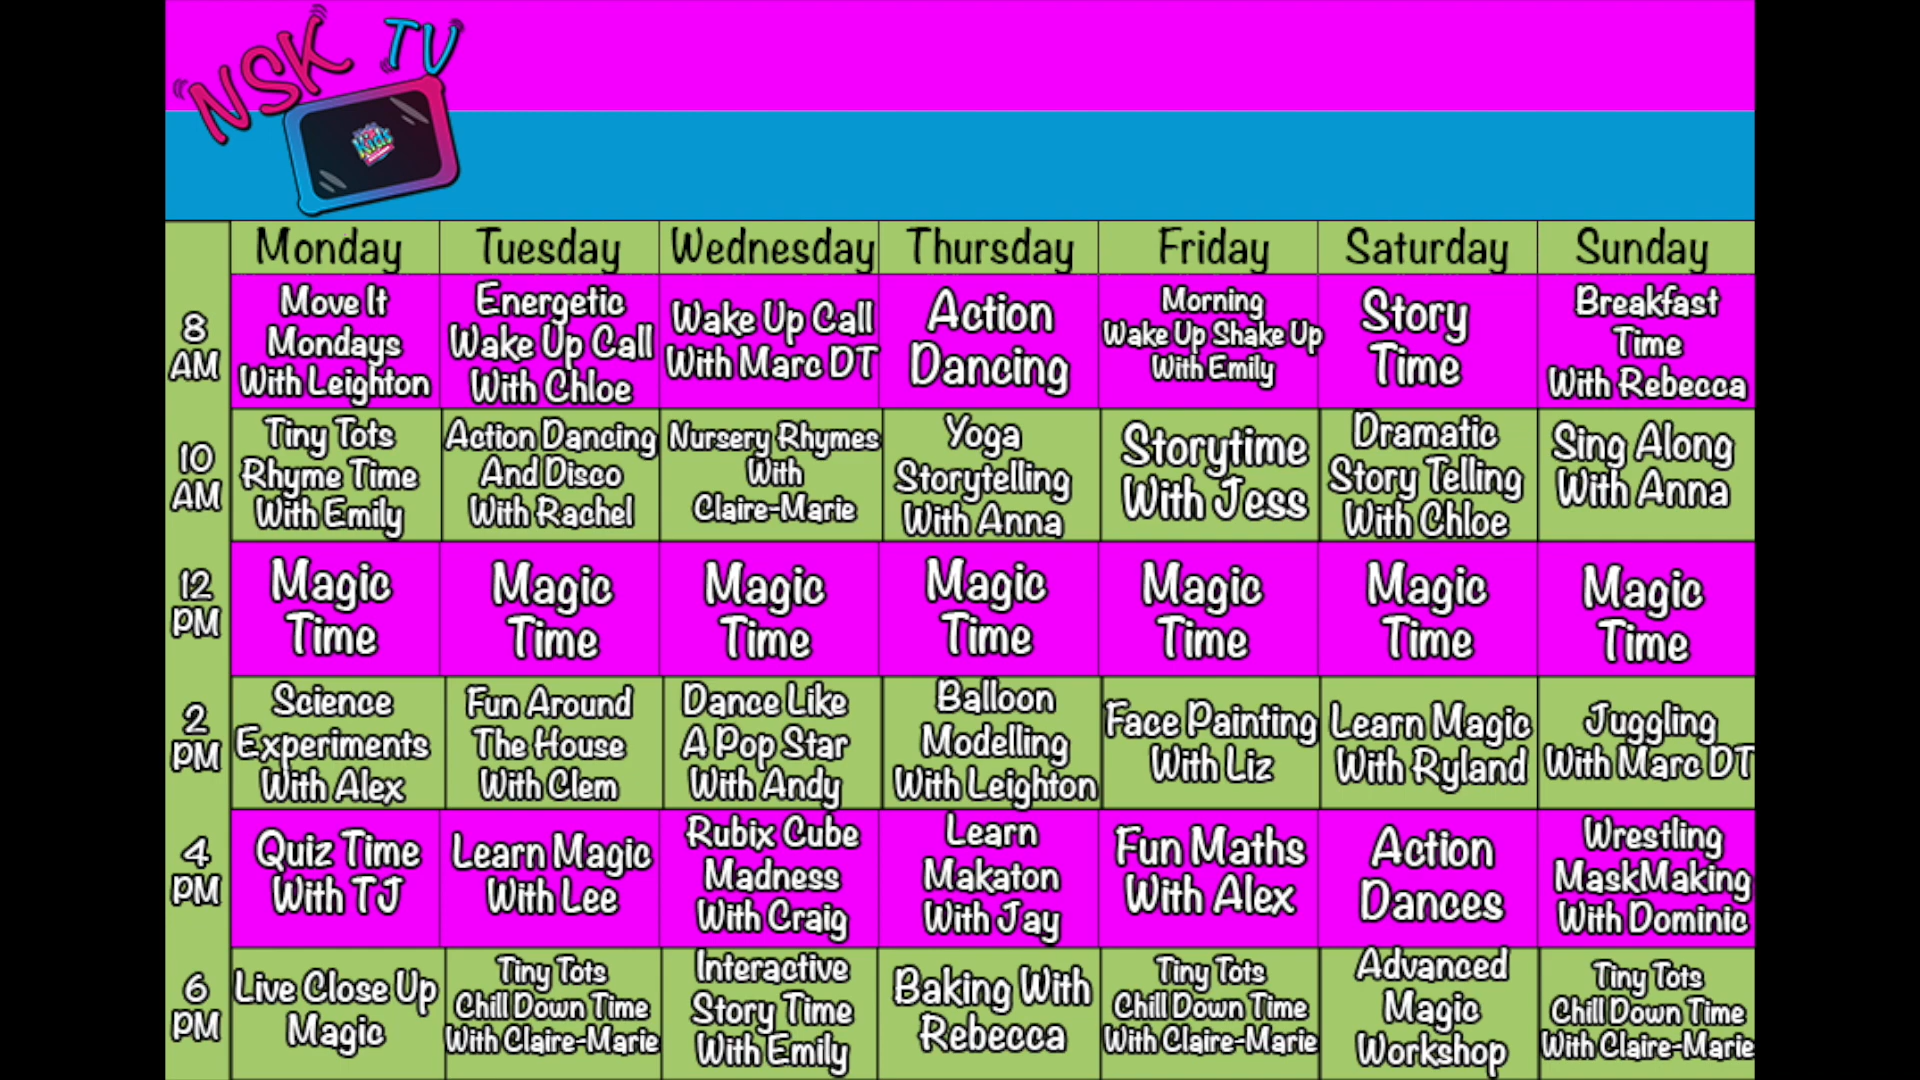 NSK TV
Kids
Monday
Tuesday
Wednesday
Thursday
Friday
Saturday
Sunday
8
AM
Move It
Mondays
With Leighton
Energetic
Wake Up Call
With Chloe
Wake Up Call
With Marc DT
Action
Dancing
Morning
Wake Up Shake Up
With Emily
Story
Time
Breakfast
Time
With Rebecca
10
AM
Tiny Tots
Rhyme Time
With Emily
Action Dancing
And Disco
With Rachel
Nursery Rhymes
With
Claire-Marie
Yoga
Storytelling
With Anna
Storytime
With Jess
Dramatic
Story Telling
With Chloe
Sing Along
With Anna
12
PM
Magic
Time
Magic
Time
Magic
Time
Magic
Time
Magic
Time
Magic
Time
Magic
Time
2
PM
Science
Experiments
With Alex
Fun Around
The House
With Clem
Dance Like
A Pop Star
With Andy
Balloon
Modelling
With Leighton
Face Painting
With Liz
Learn Magic
With Ryland
Juggling
With Marc DT
4
PM
Quiz Time
With TJ
Learn Magic
With Lee
Rubix Cube
Madness
With Craig
Learn
Makaton
With Jay
Fun Maths
With Alex
Action
Dances
Wrestling
MaskMaking
With Dominic
6
PM
Live Close Up
Magic
Tiny Tots
Chill Down Time
With Claire-Marie
Interactive
Story Time
With Emily
Baking With
Rebecca
Tiny Tots
Chill Down Time
With Claire-Marie
Advanced
Magic
Workshop
Tiny Tots
Chill Down Time
With Claire-Marie